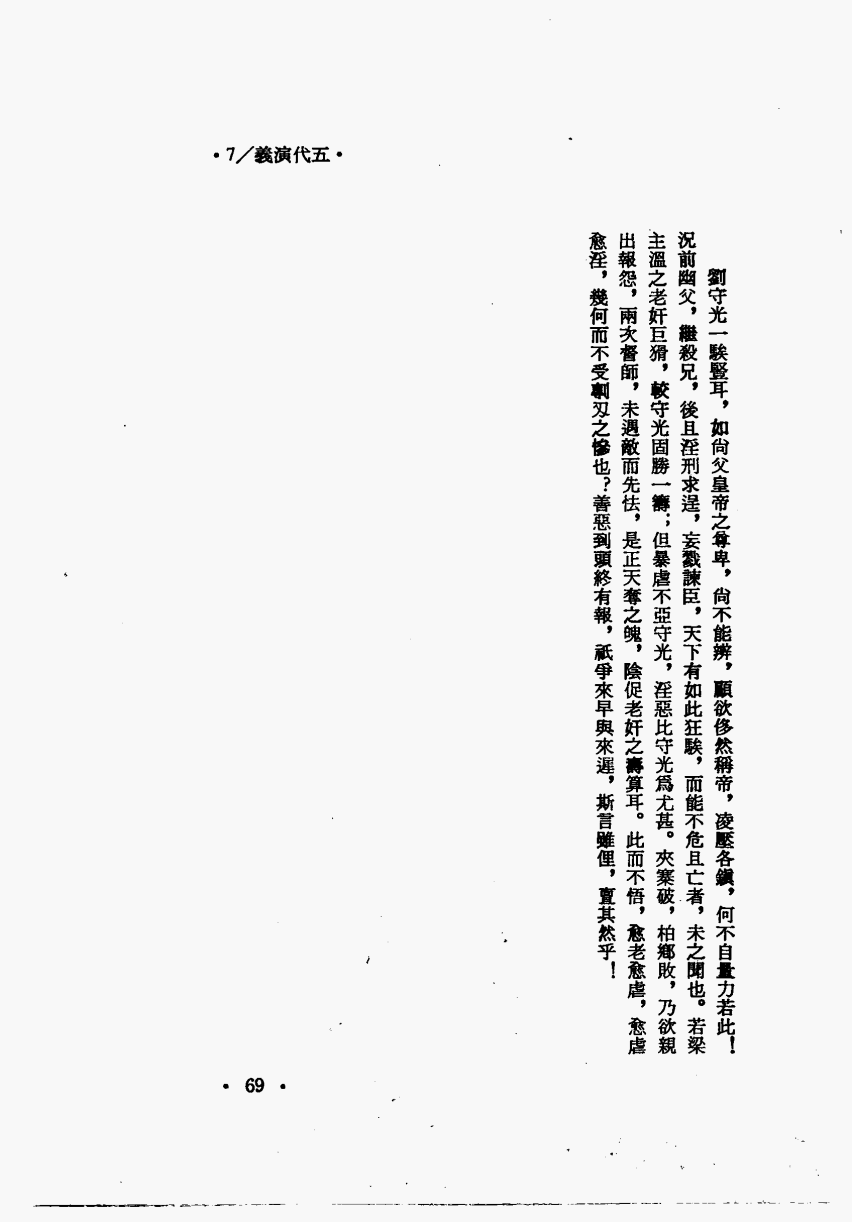 •7／義演代五•
劉守光一騃豎耳，如尙父皇帝之尊卑，尙不能辨，顧欲侈然稱帝，凌壓各鎭，何不自量力若此！
況前幽父，繼殺兄，後且淫刑求逞，妄戮諫臣，天下有如此狂騃，而能不危且亡者，未之聞也。若梁
主溫之老奸巨猾，較守光固勝一籌；但暴虐不亞守光，淫惡比守光爲尤甚。夾寨破，柏鄉敗，乃欲親
出報怨，兩次督師，未遇敵而先怯，是正天奪之魄，陰促老奸之壽算耳。此而不悟，愈老愈虐，愈虐
愈淫，幾何而不受剚刃之慘也？善惡到頭終有報，祇爭來早與來遲，斯言雖俚，亶其然乎！
• 69 •